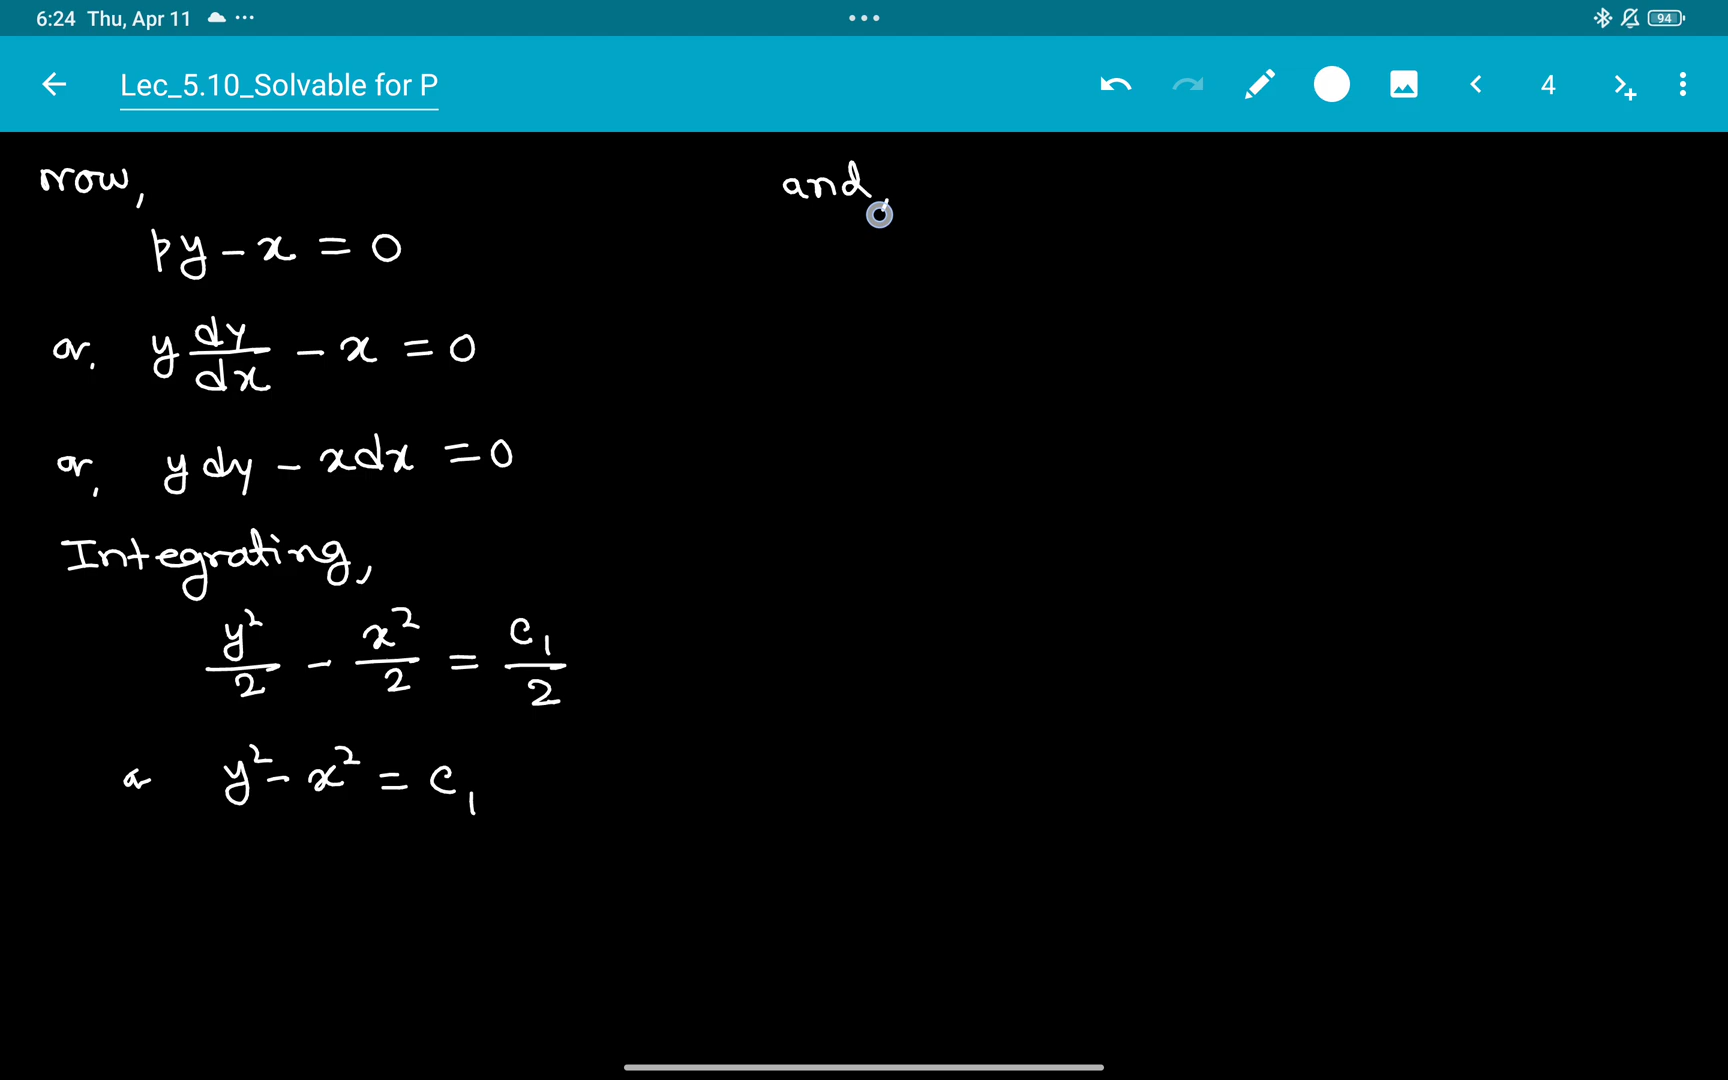 6:24 Thu, Apr 11
94
Lec_5.10_Solvable for P
4
now,
py - x = 0
or, y dy/dx - x = 0
or, y dy - x dx = 0
Integrating,
y²/2 - x²/2 = c₁/2
or y² - x² = c₁
and,